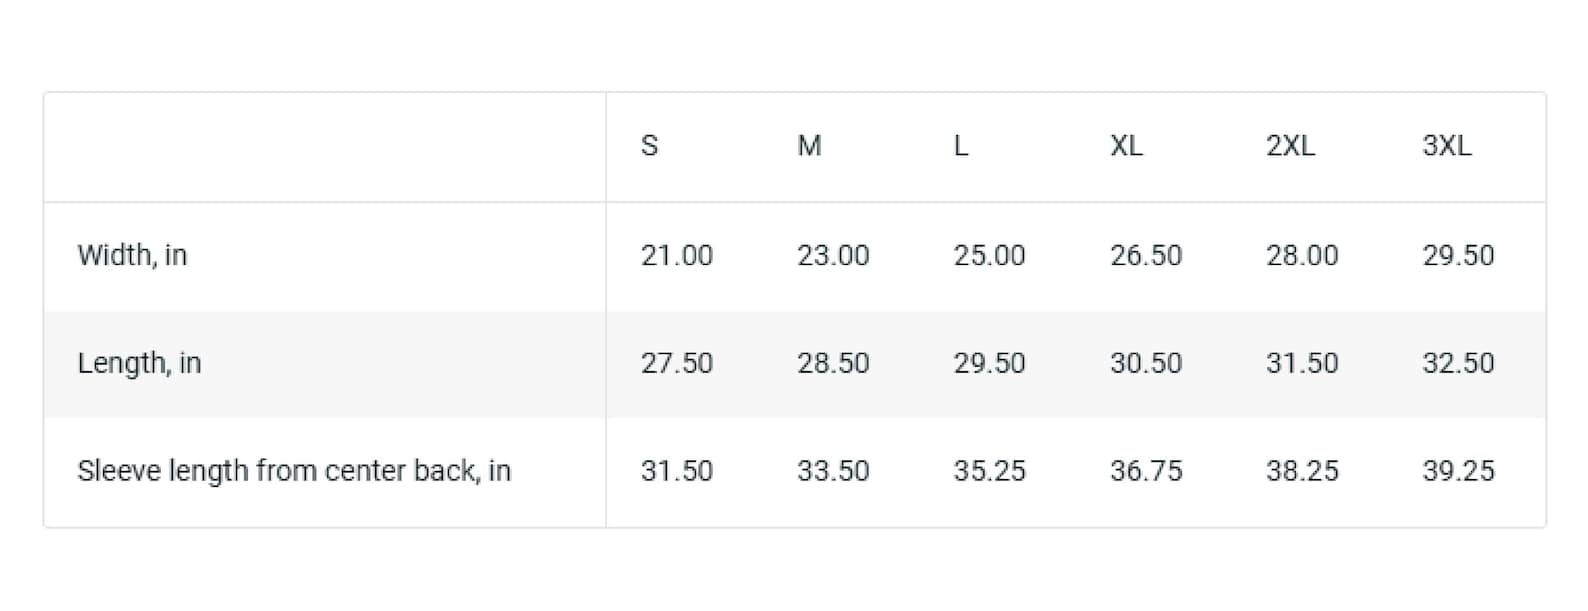 S M L XL 2XL 3XL
Width, in 21.00 23.00 25.00 26.50 28.00 29.50
Length, in 27.50 28.50 29.50 30.50 31.50 32.50
Sleeve length from center back, in 31.50 33.50 35.25 36.75 38.25 39.25